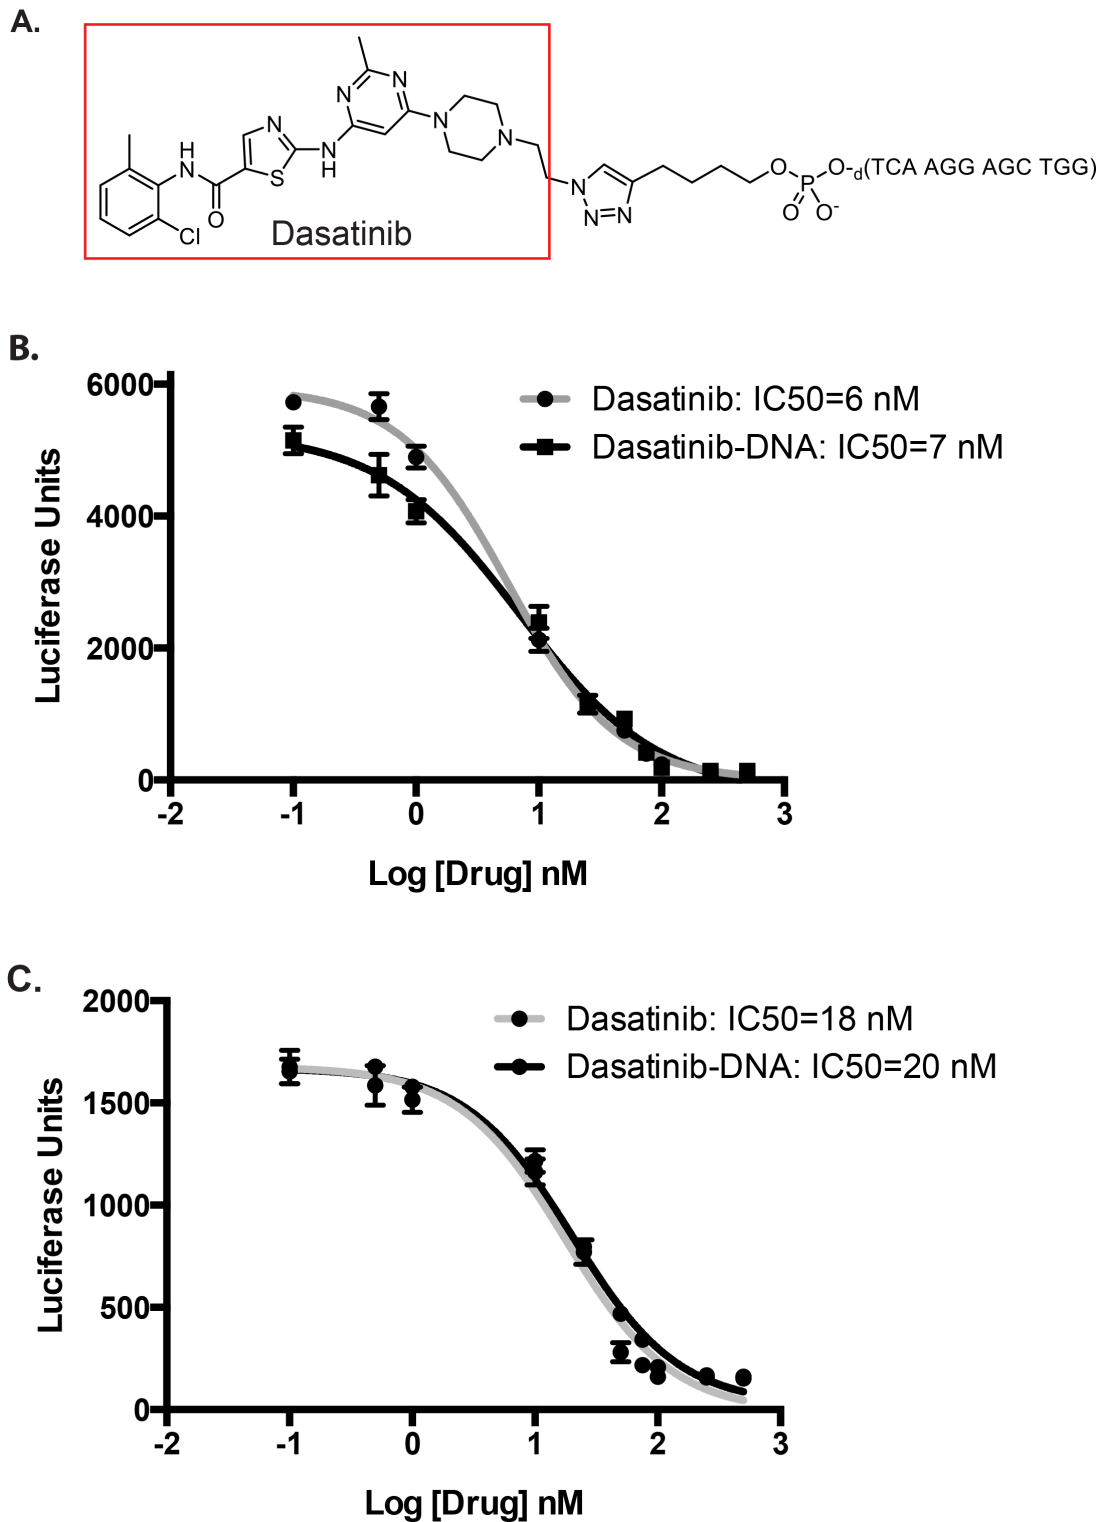 A.
N
N
N
N
N
H
N
H
N
S
O
Cl
N
N=N
O
P
O
O
O-
-d(TCA AGG AGC TGG)
Dasatinib
B.
6000
4000
2000
0
Luciferase Units
Dasatinib: IC50=6 nM
Dasatinib-DNA: IC50=7 nM
-2 -1 0 1 2 3
Log [Drug] nM
C.
2000
1500
1000
500
0
Luciferase Units
Dasatinib: IC50=18 nM
Dasatinib-DNA: IC50=20 nM
-2 -1 0 1 2 3
Log [Drug] nM